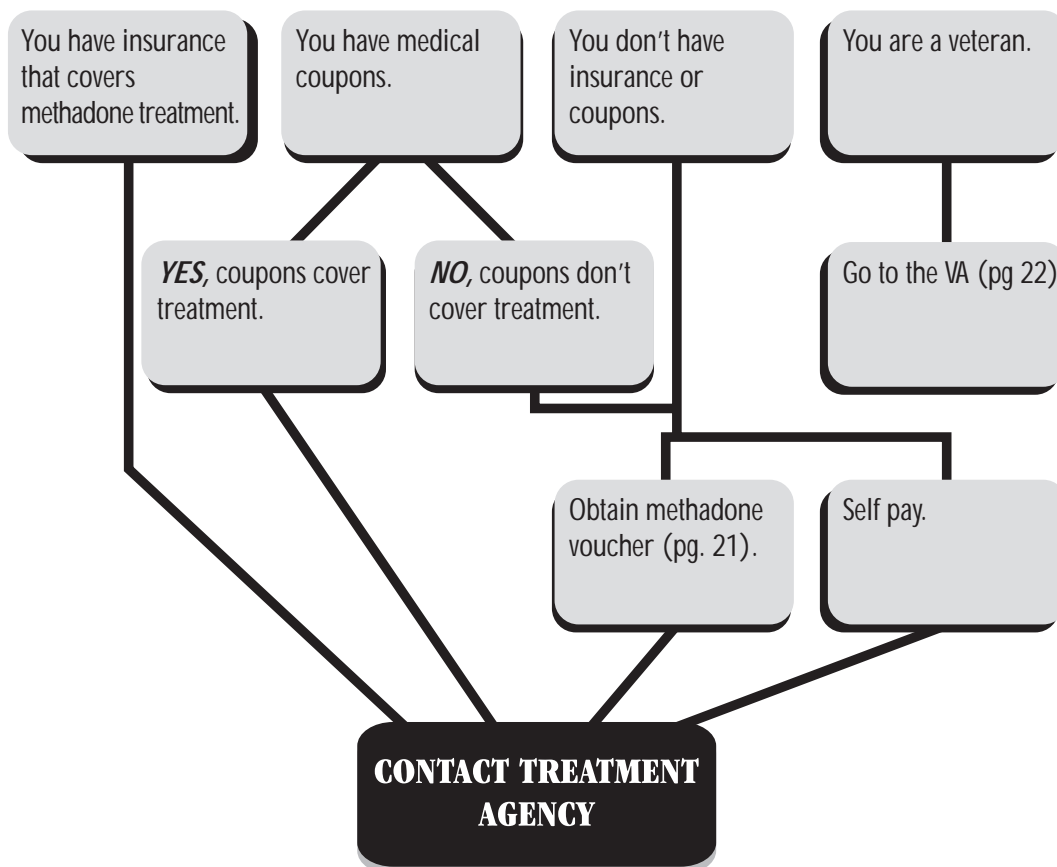 You have insurance
that covers
methadone treatment.
You have medical
coupons.
You don't have
insurance or
coupons.
You are a veteran.
YES, coupons cover
treatment.
NO, coupons don't
cover treatment.
Go to the VA (pg 22)
Obtain methadone
voucher (pg. 21).
Self pay.
CONTACT TREATMENT
AGENCY